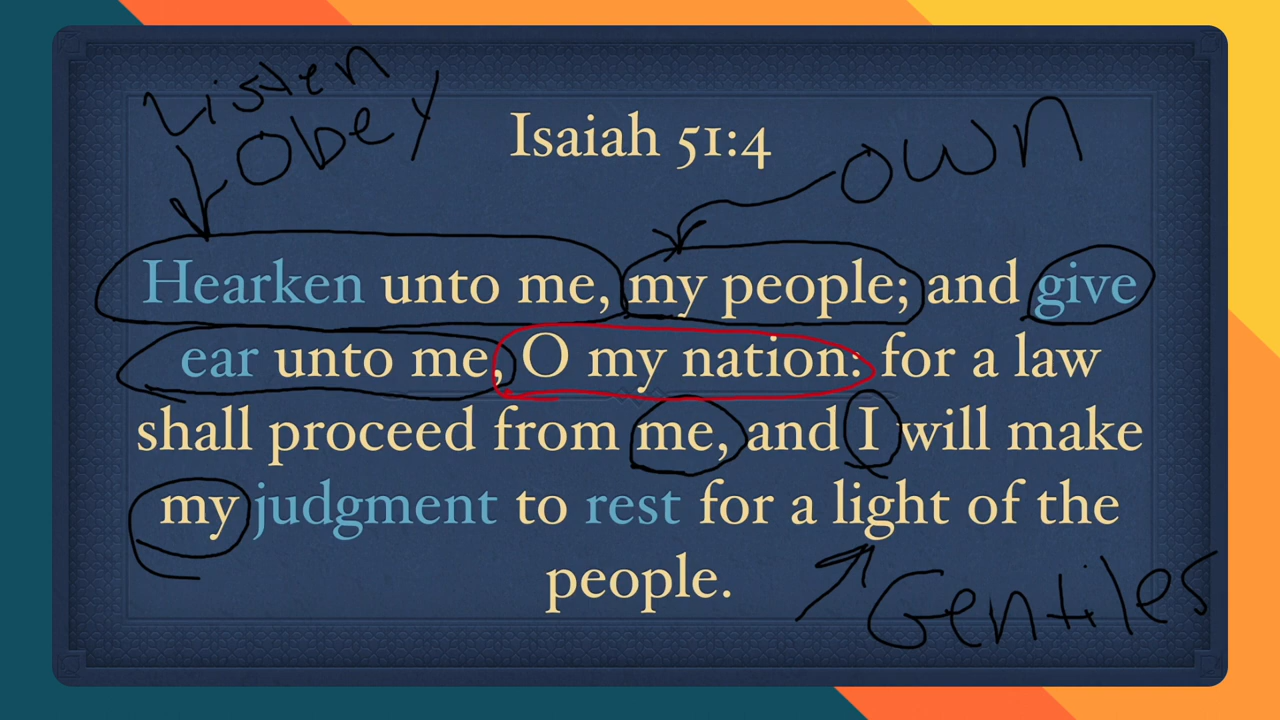 Listen
Obey
Isaiah 51:4
own
Hearken unto me, my people; and give
ear unto me, O my nation: for a law
shall proceed from me, and I will make
my judgment to rest for a light of the
people.
Gentiles